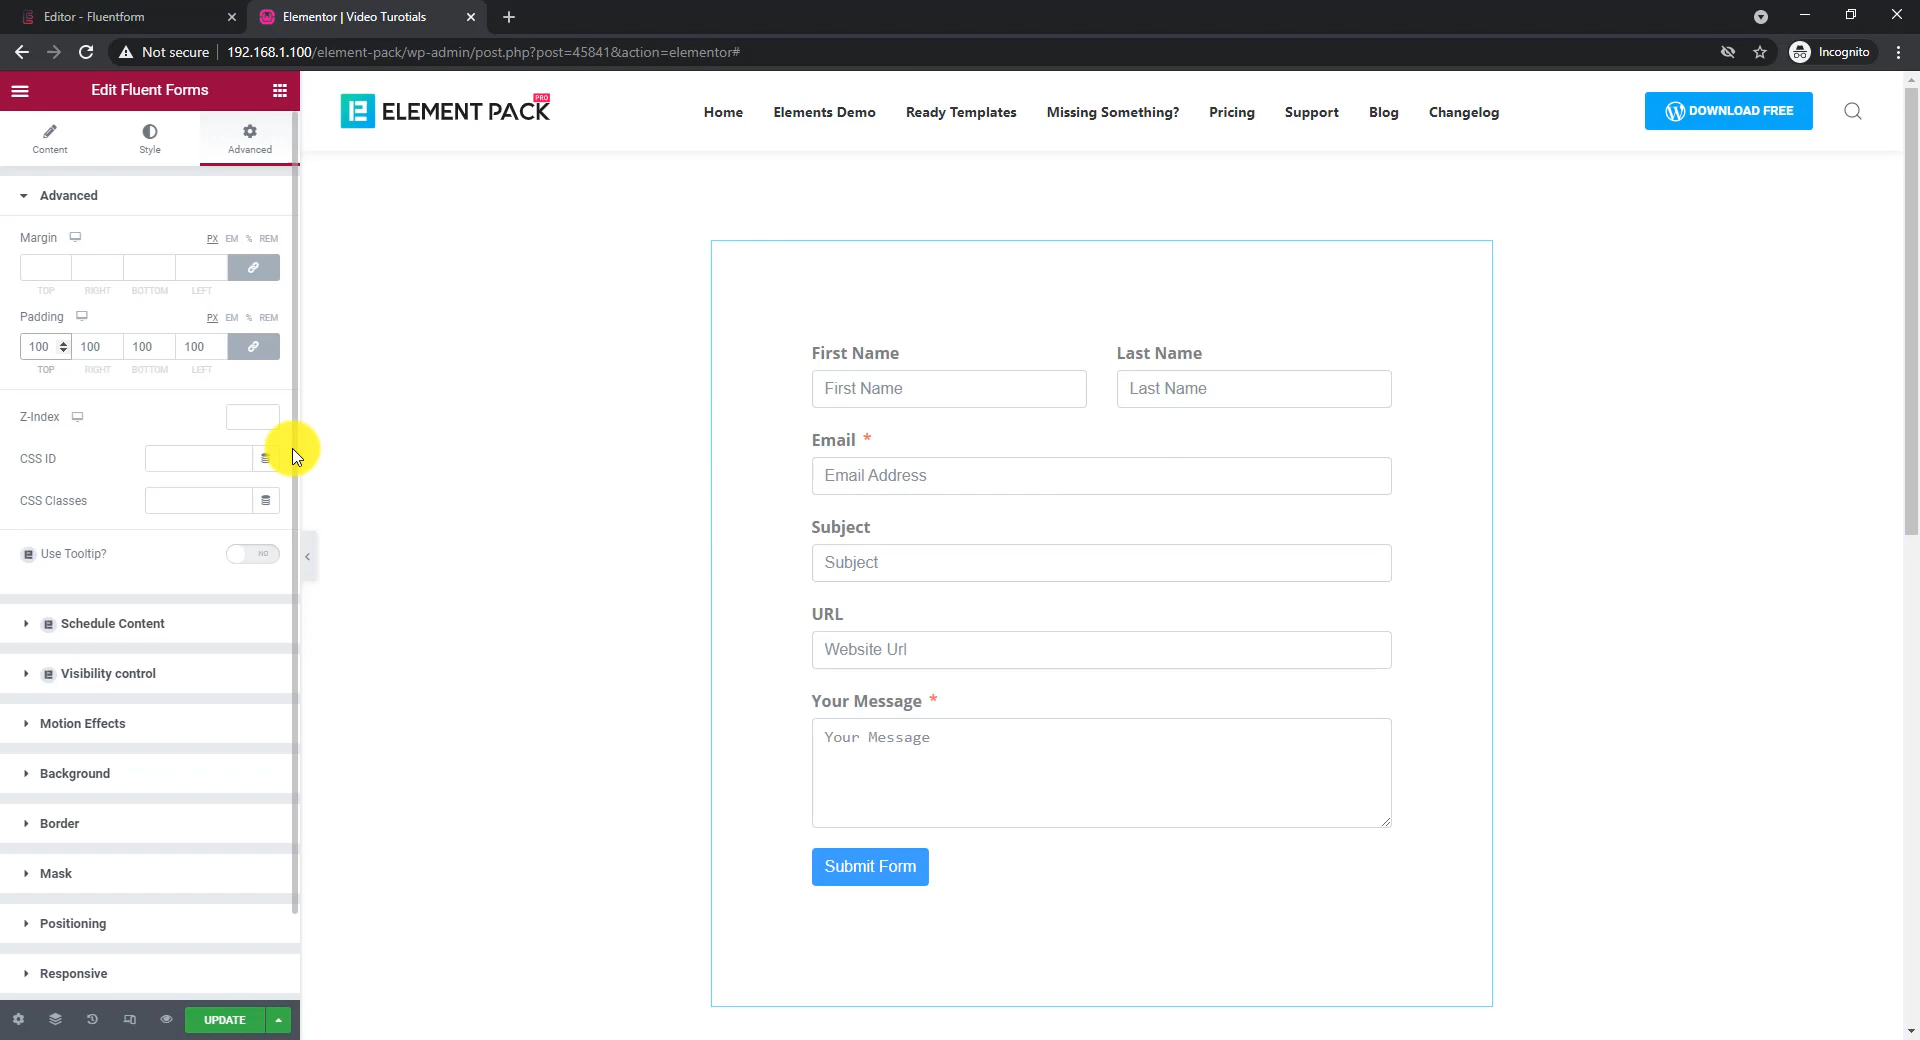 Editor - Fluentform
Elementor | Video Turotials
Not secure
192.168.1.100/element-pack/wp-admin/post.php?post=45841&action=elementor#
Incognito
Edit Fluent Forms
Content
Style
Advanced
Advanced
Margin
PX EM % REM
TOP RIGHT BOTTOM LEFT
Padding
PX EM % REM
100 100 100 100
TOP RIGHT BOTTOM LEFT
Z-Index
CSS ID
CSS Classes
Use Tooltip?
NO
Schedule Content
Visibility control
Motion Effects
Background
Border
Mask
Positioning
Responsive
UPDATE
ELEMENT PACK
PRO
Home
Elements Demo
Ready Templates
Missing Something?
Pricing
Support
Blog
Changelog
DOWNLOAD FREE
First Name
Last Name
First Name
Last Name
Email *
Email Address
Subject
Subject
URL
Website Url
Your Message *
Your Message
Submit Form